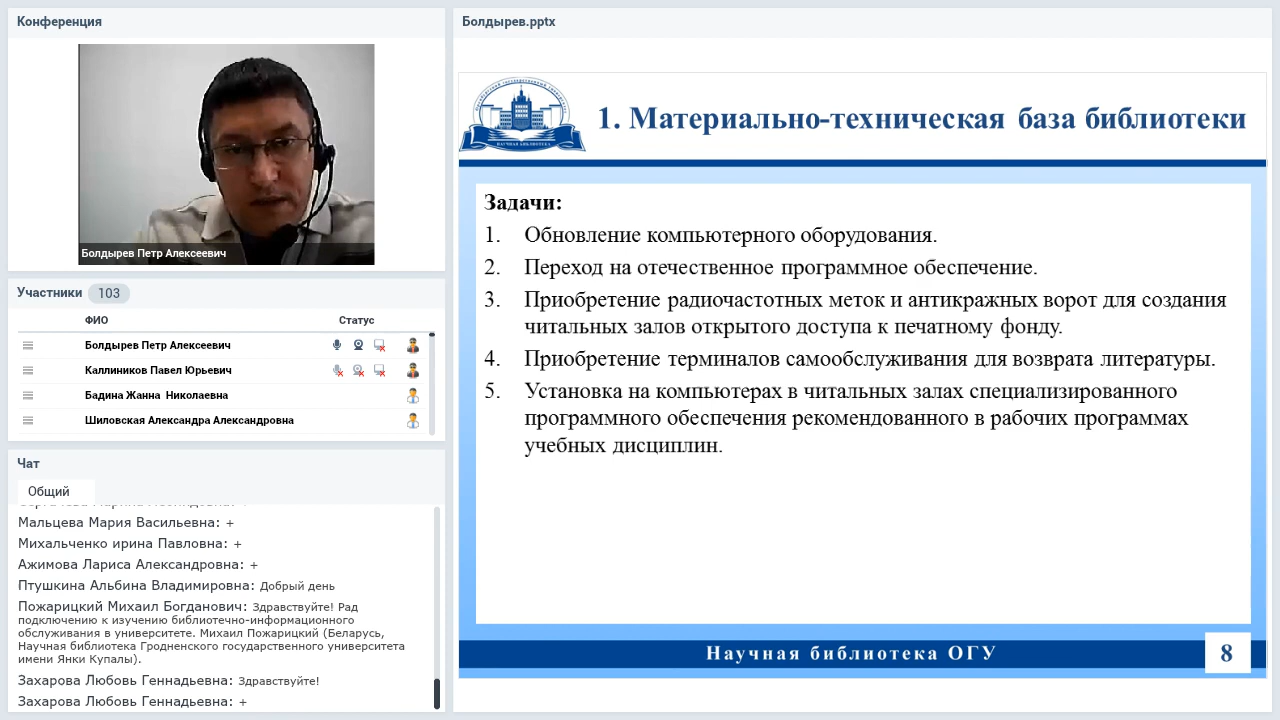 Конференция
Болдырев Петр Алексеевич
Участники 103
ФИО Статус
Болдырев Петр Алексеевич
Каллиников Павел Юрьевич
Бадина Жанна Николаевна
Шиловская Александра Александровна
Чат
Общий
Мальцева Мария Васильевна: +
Михальченко ирина Павловна: +
Ажимова Лариса Александровна: +
Птушкина Альбина Владимировна: Добрый день
Пожарицкий Михаил Богданович: Здравствуйте! Рад
подключению к изучению библиотечно-информационного
обслуживания в университете. Михаил Пожарицкий (Беларусь,
Научная библиотека Гродненского государственного университета
имени Янки Купалы).
Захарова Любовь Геннадьевна: Здравствуйте!
Захарова Любовь Геннадьевна: +
Болдырев.pptx
НАУЧНАЯ БИБЛИОТЕКА
1. Материально-техническая база библиотеки
Задачи:
1. Обновление компьютерного оборудования.
2. Переход на отечественное программное обеспечение.
3. Приобретение радиочастотных меток и антикражных ворот для создания
читальных залов открытого доступа к печатному фонду.
4. Приобретение терминалов самообслуживания для возврата литературы.
5. Установка на компьютерах в читальных залах специализированного
программного обеспечения рекомендованного в рабочих программах
учебных дисциплин.
Научная библиотека ОГУ
8